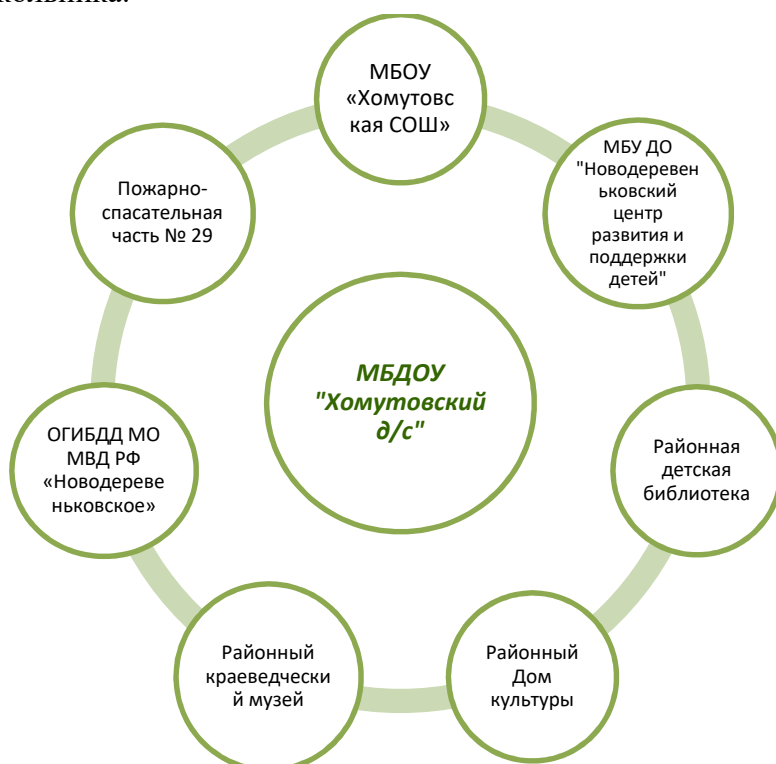 МБОУ
«Хомутовс
кая СОШ»
МБУ ДО
"Новодеревен
ьковский
центр
развития и
поддержки
детей"
Районная
детская
библиотека
Районный
Дом
культуры
Районный
краеведчески
й музей
ОГИБДД МО
МВД РФ
«Новодереве
ньковское»
Пожарно-
спасательная
часть № 29
МБДОУ
"Хомутовский
д/с"